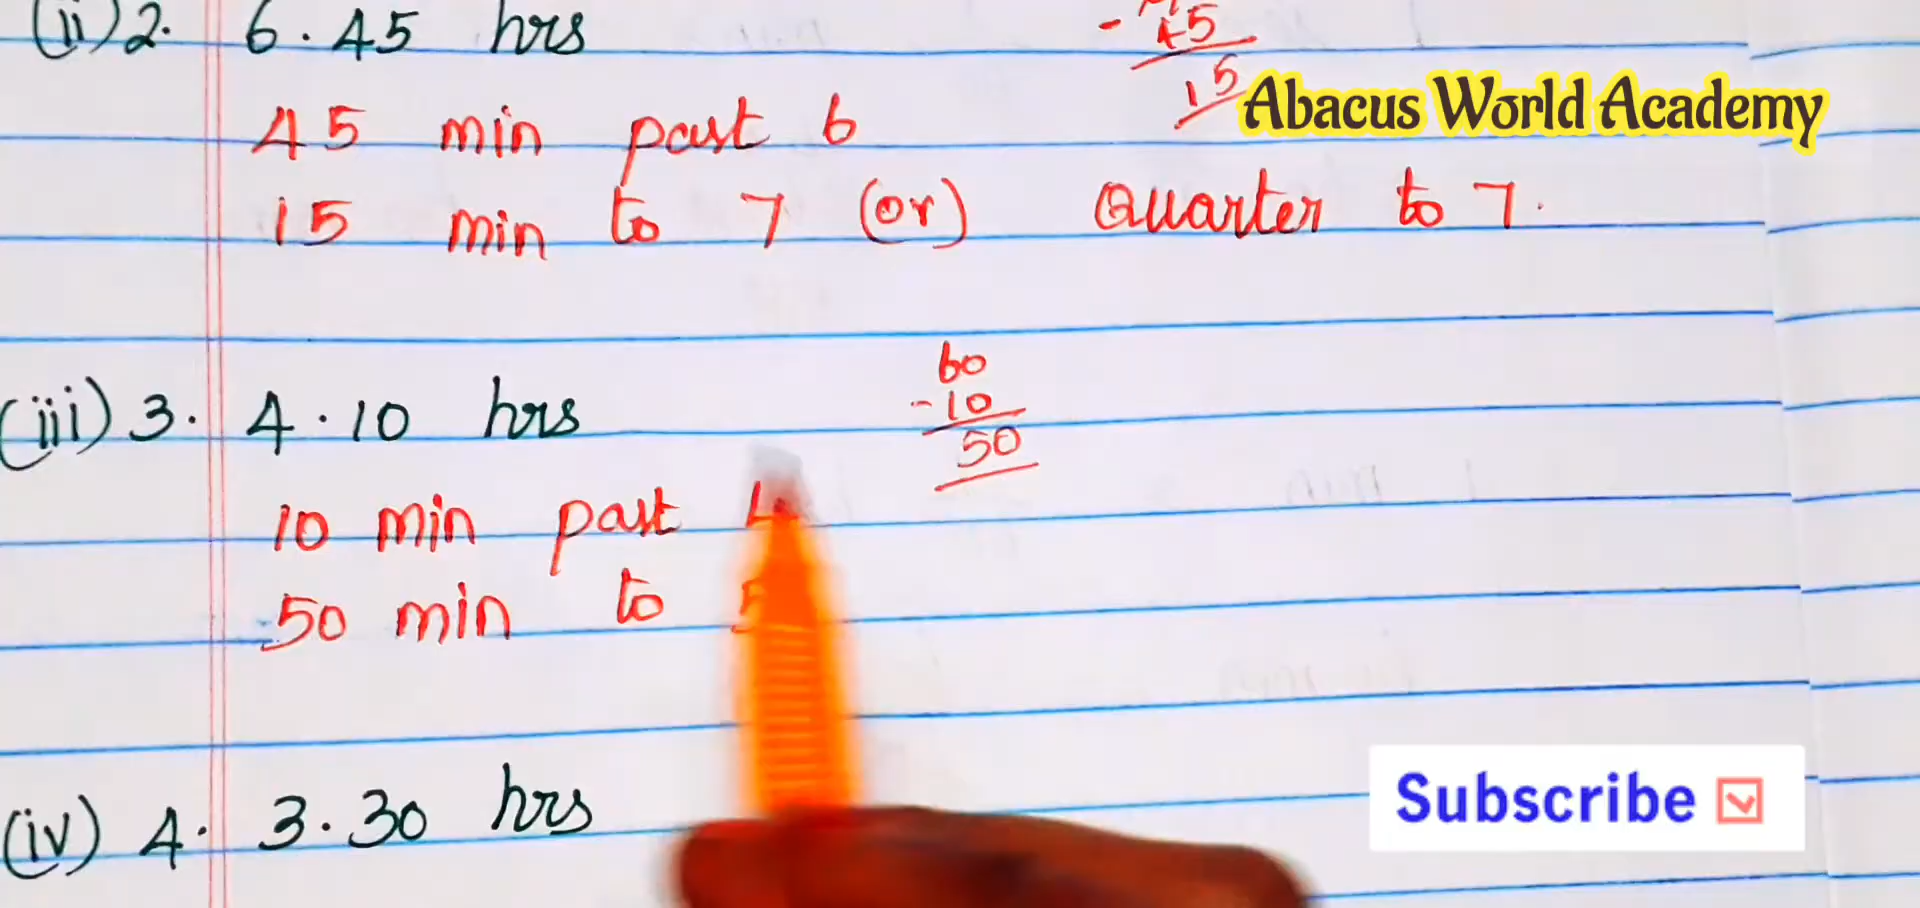 (ii) 2. 6.45 hrs
- 45
15
Abacus World Academy
45 min past 6
15 min to 7 (or) Quarter to 7.
60
- 10
50
(iii) 3. 4.10 hrs
10 min past
50 min to 5
(iv) 4. 3.30 hrs
Subscribe